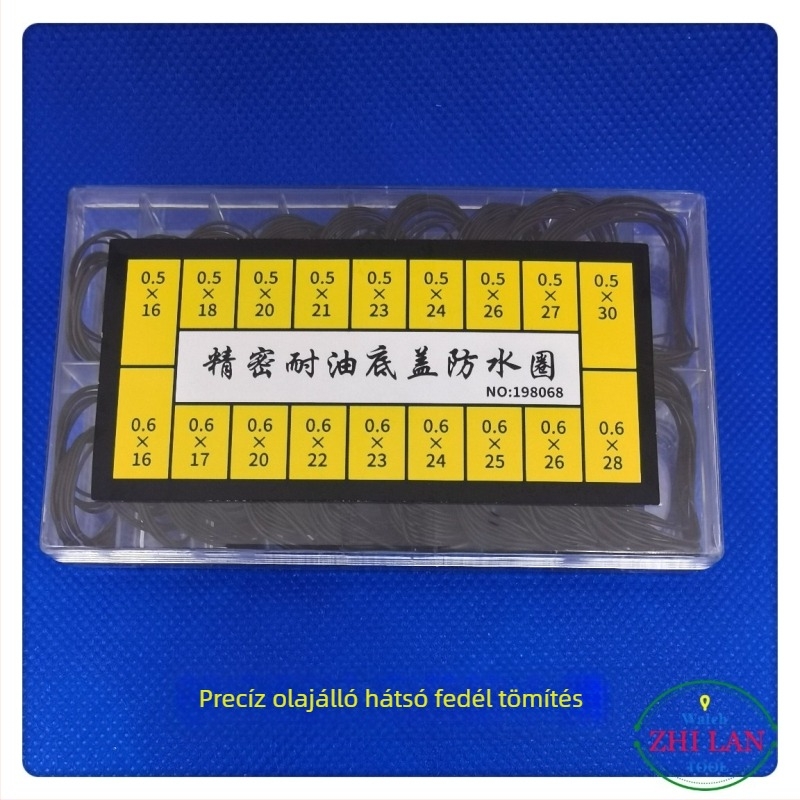 0.5 × 16
0.5 × 18
0.5 × 20
0.5 × 21
0.5 × 23
0.5 × 24
0.5 × 26
0.5 × 27
0.5 × 30
精密耐油底盖防水圈
NO:198068
0.6 × 16
0.6 × 17
0.6 × 20
0.6 × 22
0.6 × 23
0.6 × 24
0.6 × 25
0.6 × 26
0.6 × 28
Precíz olajálló hátsó fedél tömítés
Watch
ZHI LAN
TOOL